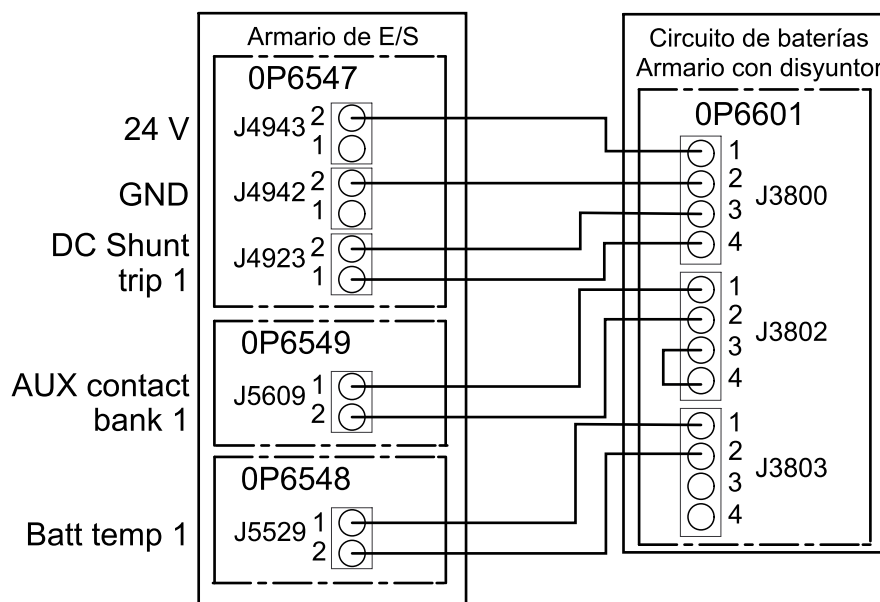 Armario de E/S
0P6547
24 V
J4943
2
1
GND
J4942
2
1
DC Shunt
trip 1
J4923
2
1
0P6549
AUX contact
bank 1
J5609
1
2
0P6548
Batt temp 1
J5529
1
2
Circuito de baterías
Armario con disyuntor
0P6601
1
2
3
4
J3800
1
2
3
4
J3802
1
2
3
4
J3803